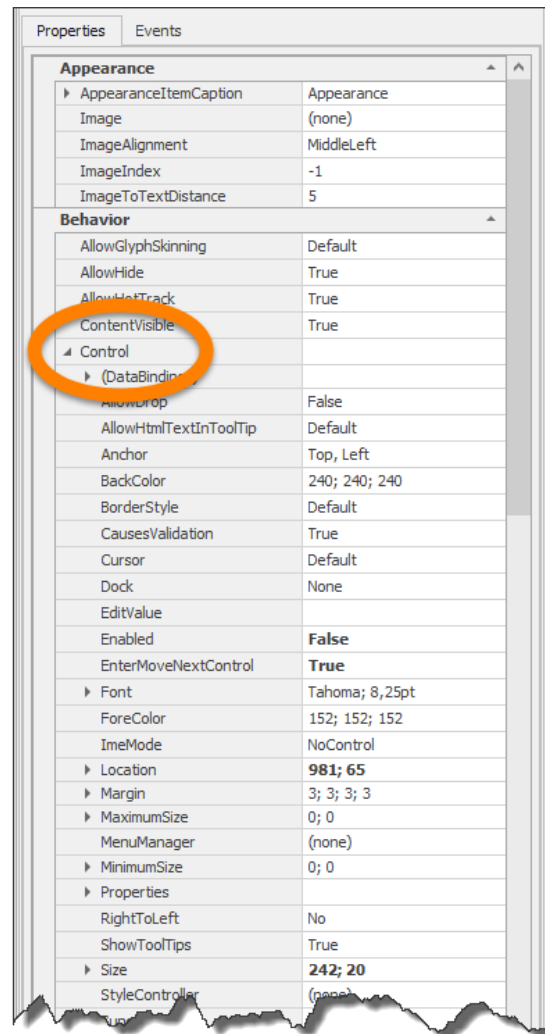 Properties Events
Appearance
AppearanceItemCaption Appearance
Image (none)
ImageAlignment MiddleLeft
ImageIndex -1
ImageToTextDistance 5
Behavior
AllowGlyphSkinning Default
AllowHide True
AllowHotTrack True
ContentVisible True
Control
(DataBindings)
AllowDrop False
AllowHtmlTextInToolTip Default
Anchor Top, Left
BackColor 240; 240; 240
BorderStyle Default
CausesValidation True
Cursor Default
Dock None
EditValue
Enabled False
EnterMoveNextControl True
Font Tahoma; 8,25pt
ForeColor 152; 152; 152
ImeMode NoControl
Location 981; 65
Margin 3; 3; 3; 3
MaximumSize 0; 0
MenuManager (none)
MinimumSize 0; 0
Properties
RightToLeft No
ShowToolTips True
Size 242; 20
StyleController (none)